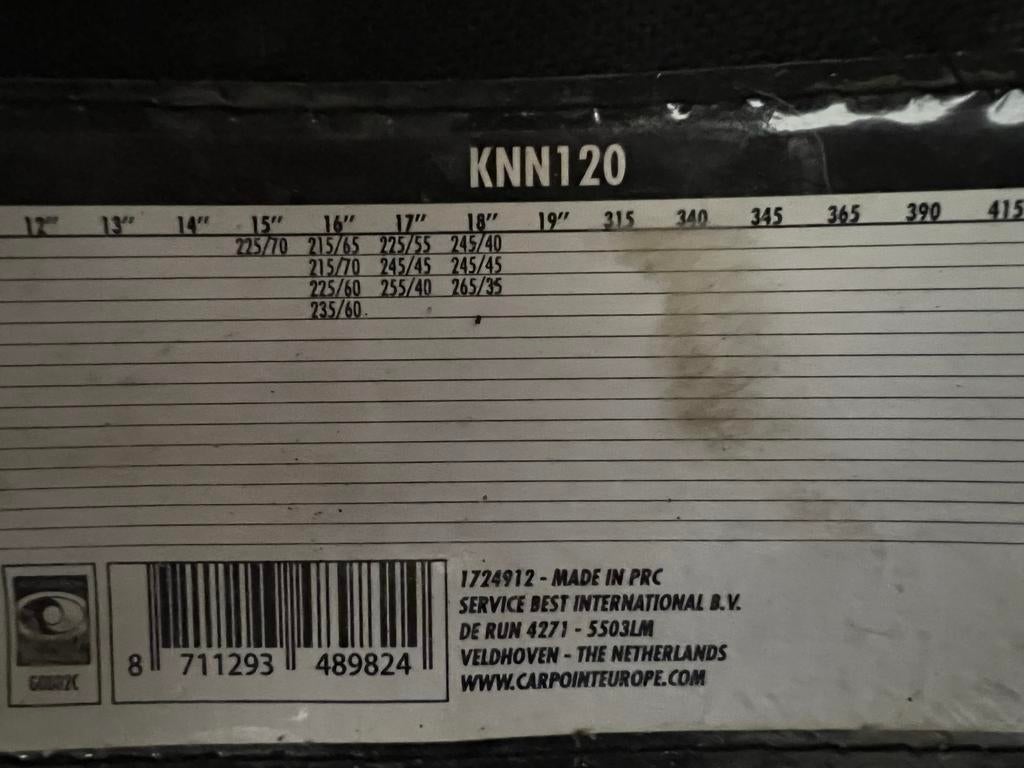 KNN120
12" 13" 14" 15" 16" 17" 18" 19" 315 340 345 365 390 415
225/70 215/65 225/55 245/40
215/70 245/45 245/45
225/60 255/40 265/35
235/60
1724912 - MADE IN PRC
SERVICE BEST INTERNATIONAL B.V.
DE RUN 4271 - 5503LM
VELDHOVEN - THE NETHERLANDS
WWW.CARPOINTEUROPE.COM
8 711293 489824